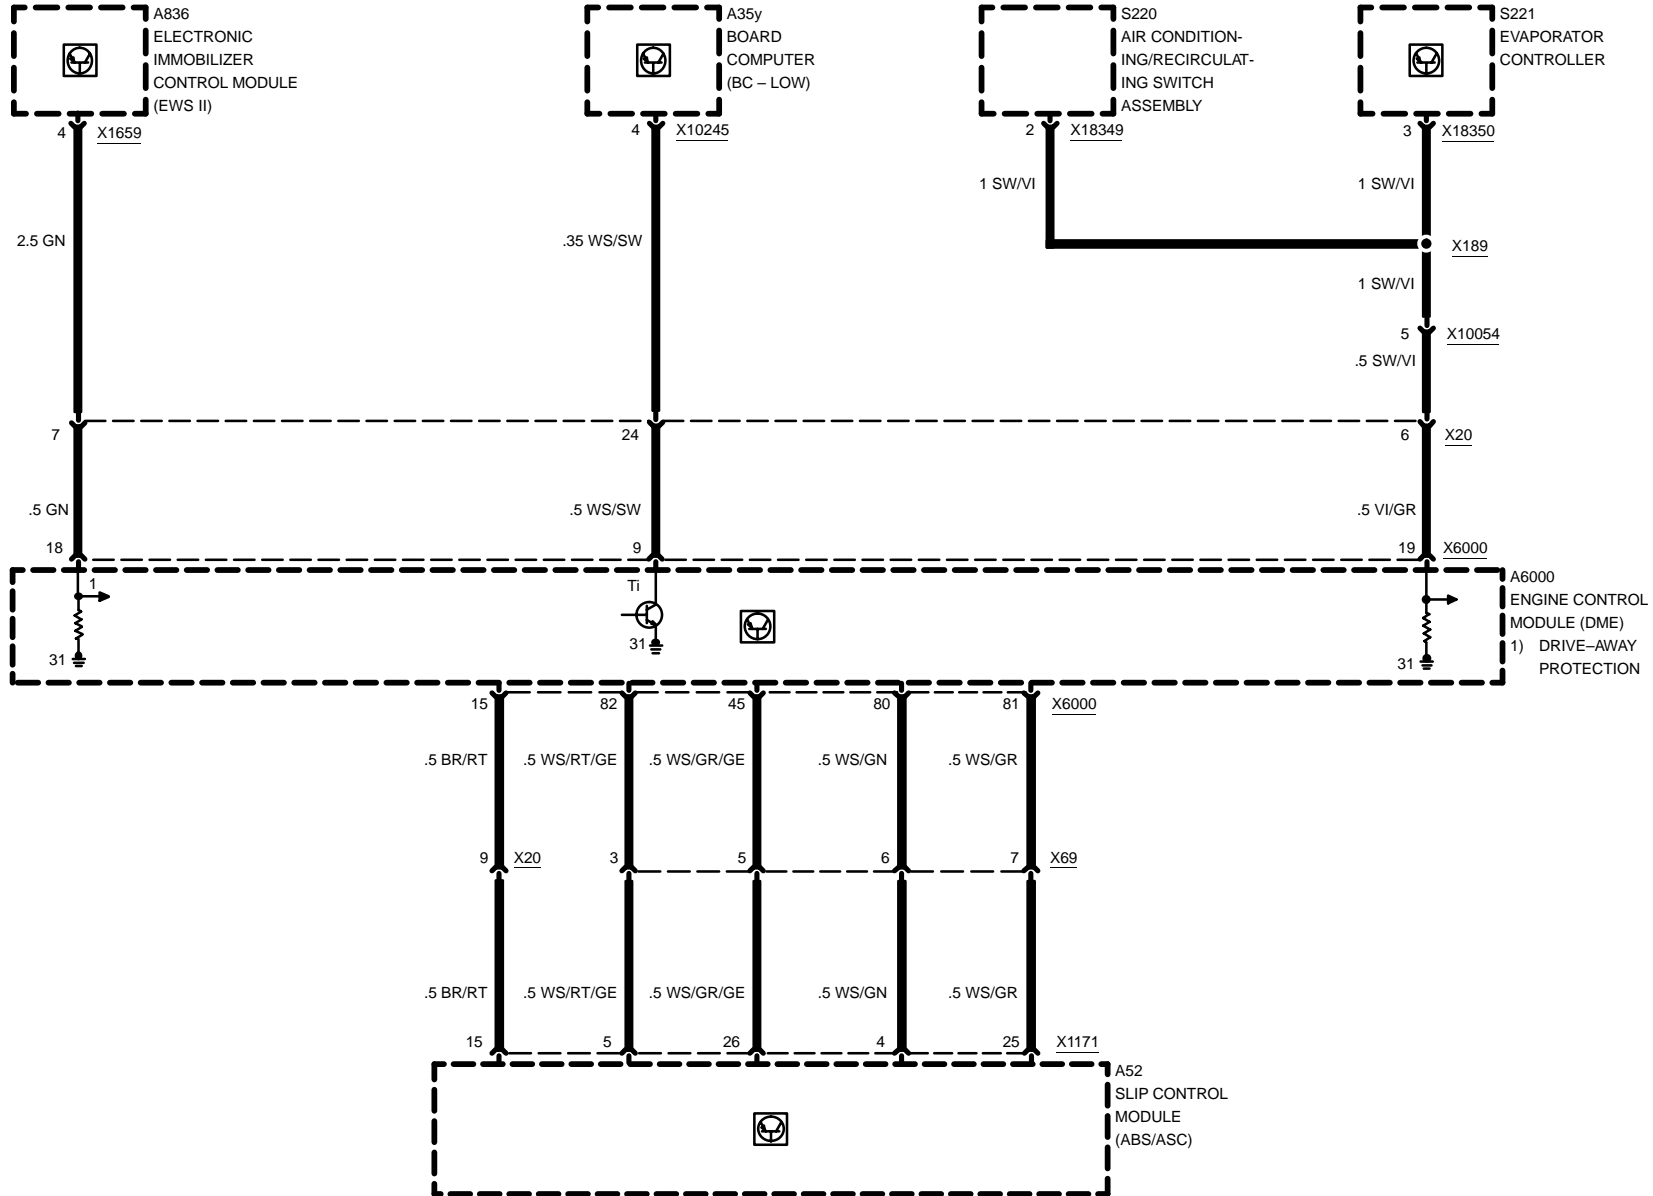 A836
ELECTRONIC
IMMOBILIZER
CONTROL MODULE
(EWS II)
A35y
BOARD
COMPUTER
(BC – LOW)
S220
AIR CONDITION-
ING/RECIRCULAT-
ING SWITCH
ASSEMBLY
S221
EVAPORATOR
CONTROLLER
4 X1659
4 X10245
2 X18349
3 X18350
1 SW/VI
1 SW/VI
2.5 GN
.35 WS/SW
X189
1 SW/VI
5 X10054
.5 SW/VI
7
24
6 X20
.5 GN
.5 WS/SW
.5 VI/GR
18
9
19 X6000
1
Ti
31
31
31
A6000
ENGINE CONTROL
MODULE (DME)
1) DRIVE–AWAY
PROTECTION
15
82
45
80
81 X6000
.5 BR/RT
.5 WS/RT/GE
.5 WS/GR/GE
.5 WS/GN
.5 WS/GR
9 X20
3
5
6
7 X69
.5 BR/RT
.5 WS/RT/GE
.5 WS/GR/GE
.5 WS/GN
.5 WS/GR
15
5
26
4
25 X1171
A52
SLIP CONTROL
MODULE
(ABS/ASC)